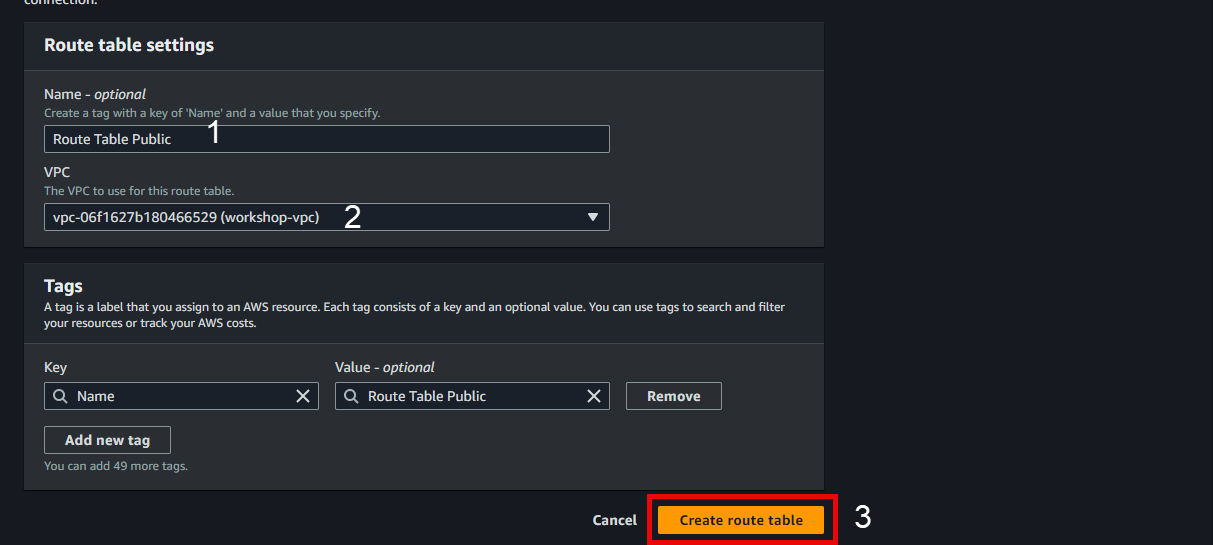 connection.
Route table settings
Name - optional
Create a tag with a key of 'Name' and a value that you specify.
1
Route Table Public
VPC
The VPC to use for this route table.
vpc-06f1627b180466529 (workshop-vpc)
2
Tags
A tag is a label that you assign to an AWS resource. Each tag consists of a key and an optional value. You can use tags to search and filter
your resources or track your AWS costs.
Key
Value - optional
Name
Route Table Public
Remove
Add new tag
You can add 49 more tags.
Cancel
Create route table
3